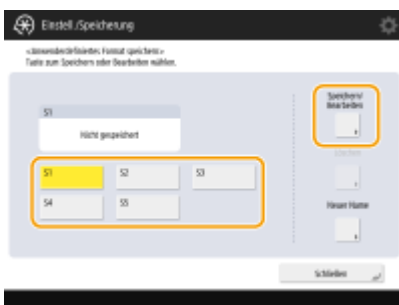 Einstell./Speicherung
<Anwenderdefiniertes Format speichern>
Taste zum Speichern oder Bearbeiten wählen.
S1
Nicht gespeichert
S1
S2
S3
S4
S5
Speichern/
Bearbeiten
Löschen
Neuer Name
Schließen